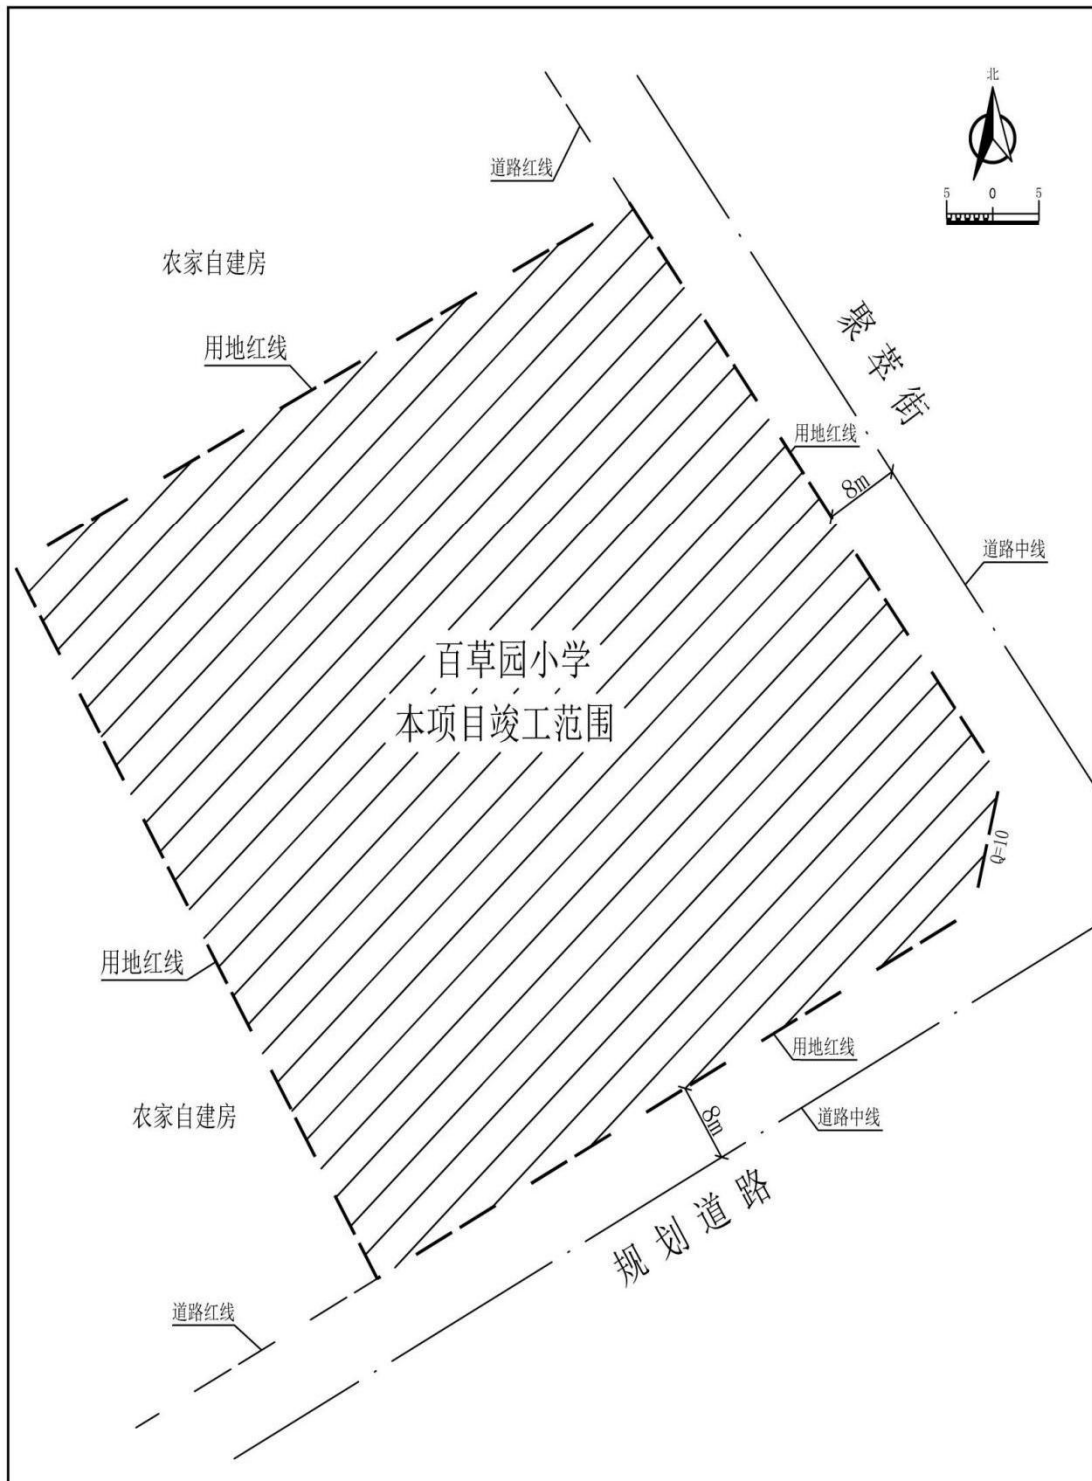 北
道路红线
5 0 5
农家自建房
聚萃街
用地红线
用地红线
8m
道路中线
百草园小学
本项目竣工范围
Q=10
用地红线
用地红线
农家自建房
8m
道路中线
规划道路
道路红线